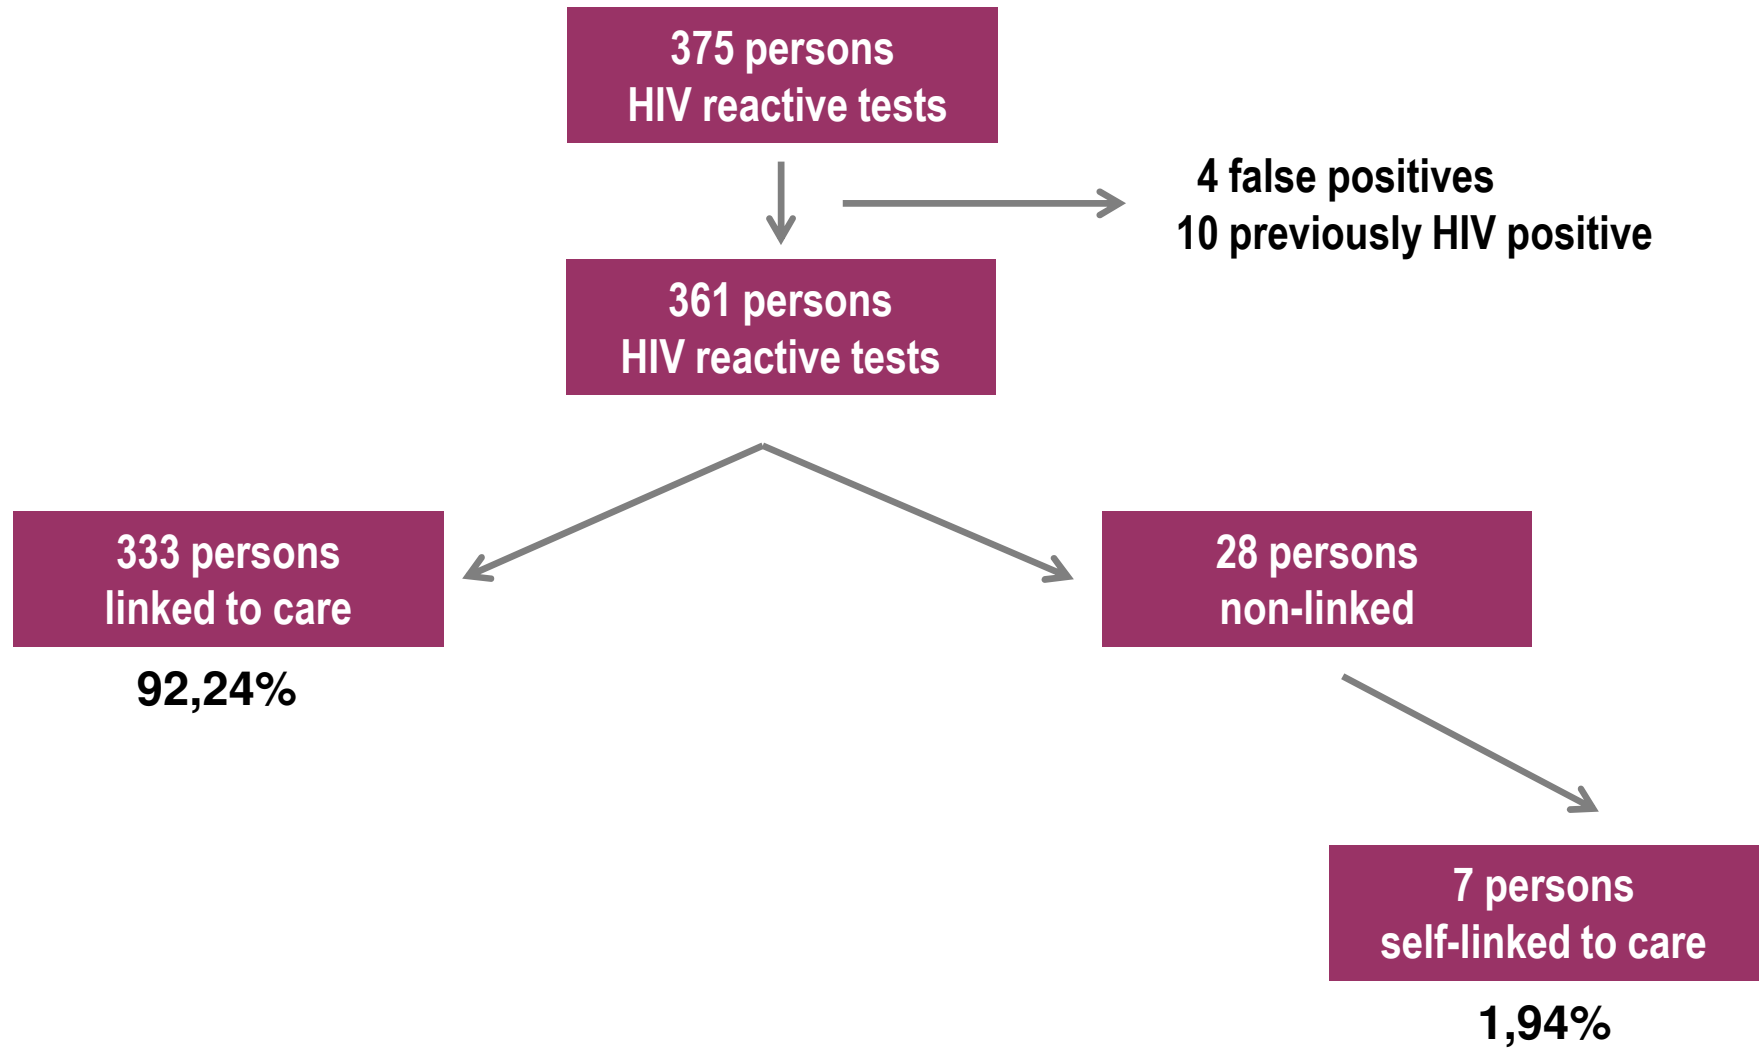 375 persons
HIV reactive tests
4 false positives
10 previously HIV positive
361 persons
HIV reactive tests
333 persons
linked to care
92,24%
28 persons
non-linked
7 persons
self-linked to care
1,94%